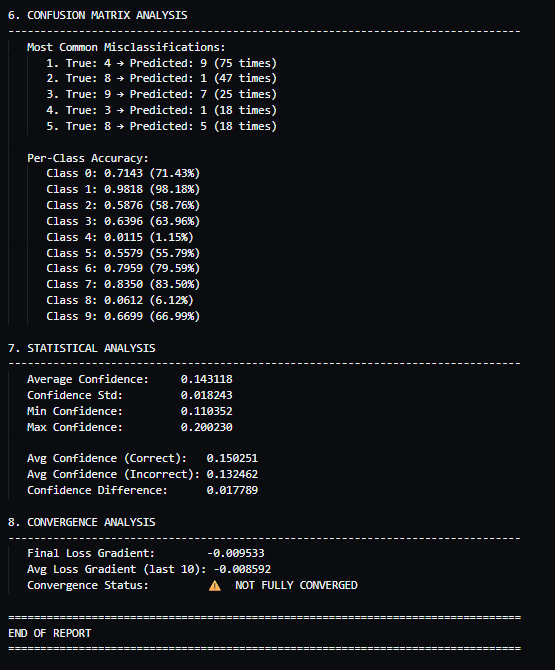 6. CONFUSION MATRIX ANALYSIS
--------------------------------------------------------------------------------
Most Common Misclassifications:
1. True: 4 → Predicted: 9 (75 times)
2. True: 8 → Predicted: 1 (47 times)
3. True: 9 → Predicted: 7 (25 times)
4. True: 3 → Predicted: 1 (18 times)
5. True: 8 → Predicted: 5 (18 times)
Per-Class Accuracy:
Class 0: 0.7143 (71.43%)
Class 1: 0.9818 (98.18%)
Class 2: 0.5876 (58.76%)
Class 3: 0.6396 (63.96%)
Class 4: 0.0115 (1.15%)
Class 5: 0.5579 (55.79%)
Class 6: 0.7959 (79.59%)
Class 7: 0.8350 (83.50%)
Class 8: 0.0612 (6.12%)
Class 9: 0.6699 (66.99%)
7. STATISTICAL ANALYSIS
--------------------------------------------------------------------------------
Average Confidence: 0.143118
Confidence Std: 0.018243
Min Confidence: 0.110352
Max Confidence: 0.200230
Avg Confidence (Correct): 0.150251
Avg Confidence (Incorrect): 0.132462
Confidence Difference: 0.017789
8. CONVERGENCE ANALYSIS
--------------------------------------------------------------------------------
Final Loss Gradient: -0.009533
Avg Loss Gradient (last 10): -0.008592
Convergence Status: ⚠ NOT FULLY CONVERGED
================================================================================
END OF REPORT
================================================================================